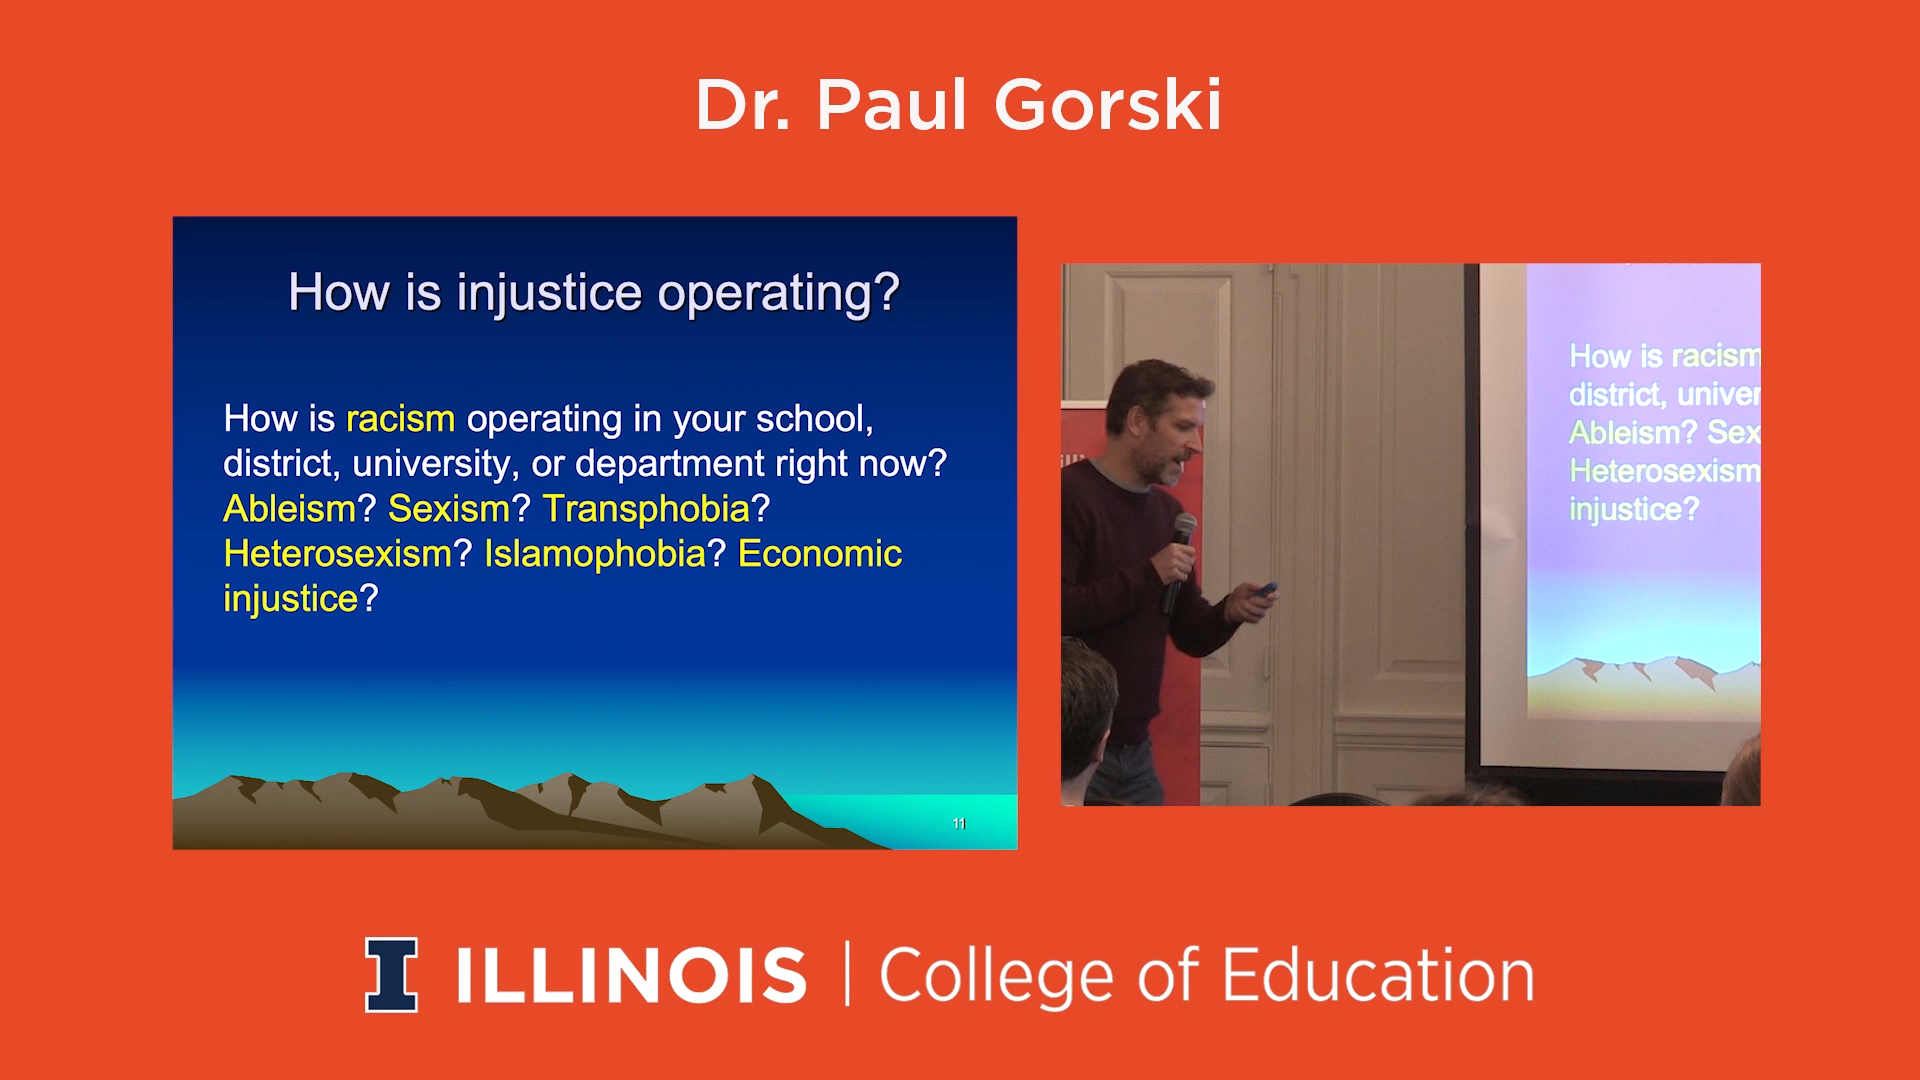 Dr. Paul Gorski
How is injustice operating?
How is racism operating in your school,
district, university, or department right now?
Ableism? Sexism? Transphobia?
Heterosexism? Islamophobia? Economic
injustice?
11
How is racism
district, univer
Ableism? Sex
Heterosexism
injustice?
I ILLINOIS | College of Education